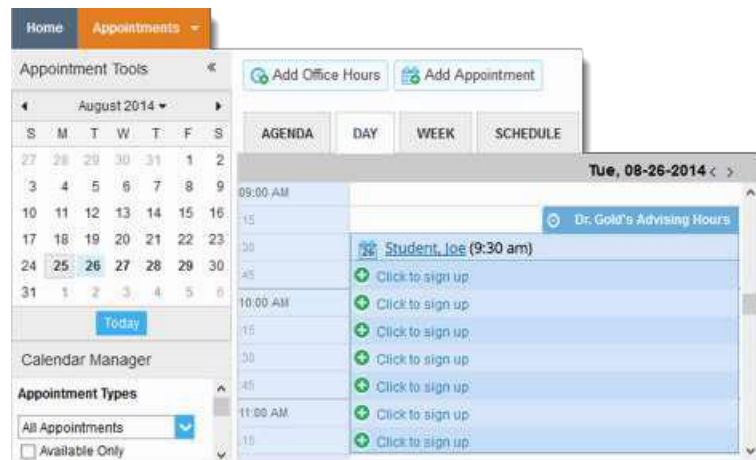 Home Appointments
Appointment Tools
Add Office Hours Add Appointment
August 2014
S M T W T F S
27 28 29 30 31 1 2
3 4 5 6 7 8 9
10 11 12 13 14 15 16
17 18 19 20 21 22 23
24 25 26 27 28 29 30
31 1 2 3 4 5 6
Today
Calendar Manager
Appointment Types
All Appointments
Available Only
AGENDA DAY WEEK SCHEDULE
Tue, 08-26-2014 < >
09:00 AM
15 Dr. Gold's Advising Hours
30 Student, Joe (9:30 am)
45 Click to sign up
10:00 AM Click to sign up
15 Click to sign up
30 Click to sign up
45 Click to sign up
11:00 AM Click to sign up
15 Click to sign up